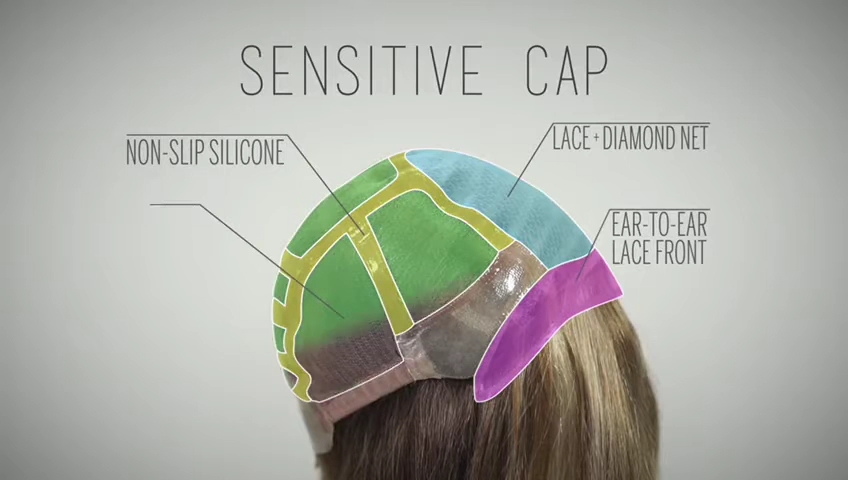 SENSITIVE CAP
NON-SLIP SILICONE
LACE + DIAMOND NET
EAR-TO-EAR
LACE FRONT